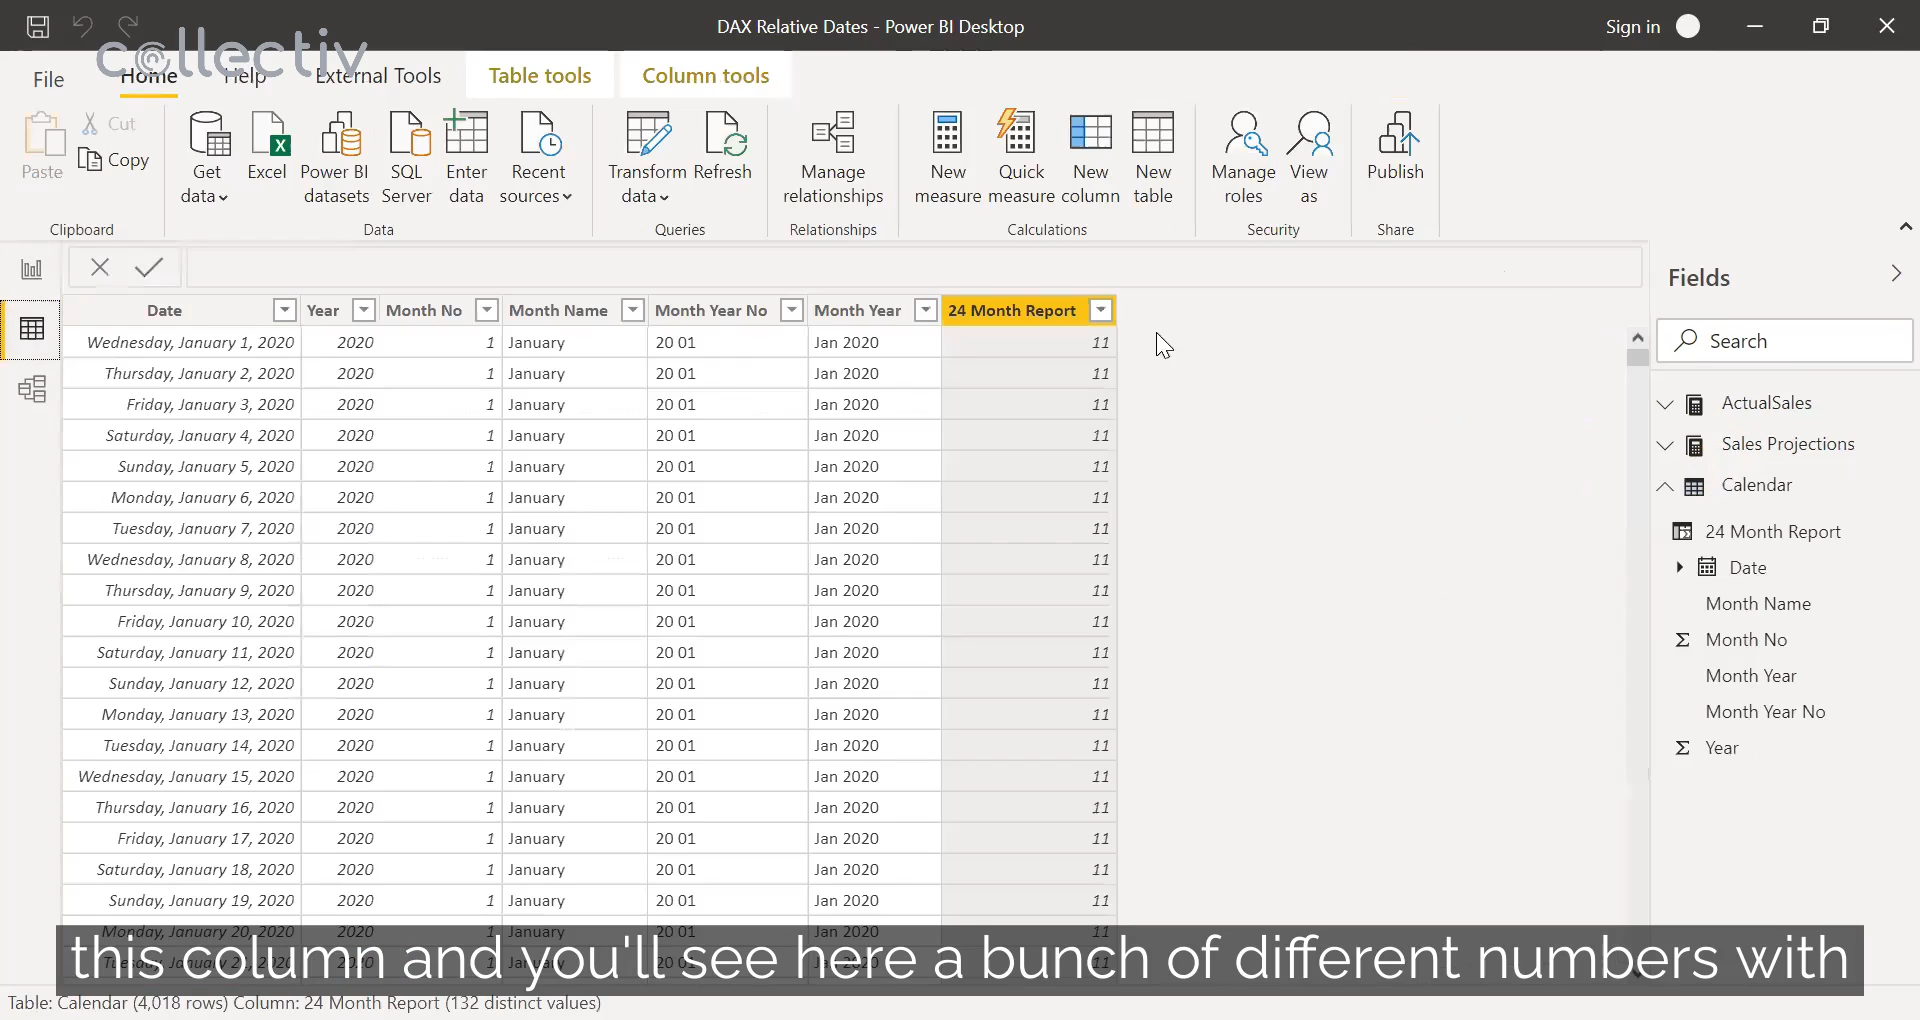 DAX Relative Dates - Power BI Desktop
Sign in
collectiv
File Home Help External Tools Table tools Column tools
Paste Cut Copy
Get data Excel Power BI datasets SQL Server Enter data Recent sources
Transform data Refresh
Manage relationships
New measure Quick measure New column New table
Manage roles View as
Publish
Clipboard Data Queries Relationships Calculations Security Share
Date Year Month No Month Name Month Year No Month Year 24 Month Report
Wednesday, January 1, 2020 2020 1 January 20 01 Jan 2020 11
Thursday, January 2, 2020 2020 1 January 20 01 Jan 2020 11
Friday, January 3, 2020 2020 1 January 20 01 Jan 2020 11
Saturday, January 4, 2020 2020 1 January 20 01 Jan 2020 11
Sunday, January 5, 2020 2020 1 January 20 01 Jan 2020 11
Monday, January 6, 2020 2020 1 January 20 01 Jan 2020 11
Tuesday, January 7, 2020 2020 1 January 20 01 Jan 2020 11
Wednesday, January 8, 2020 2020 1 January 20 01 Jan 2020 11
Thursday, January 9, 2020 2020 1 January 20 01 Jan 2020 11
Friday, January 10, 2020 2020 1 January 20 01 Jan 2020 11
Saturday, January 11, 2020 2020 1 January 20 01 Jan 2020 11
Sunday, January 12, 2020 2020 1 January 20 01 Jan 2020 11
Monday, January 13, 2020 2020 1 January 20 01 Jan 2020 11
Tuesday, January 14, 2020 2020 1 January 20 01 Jan 2020 11
Wednesday, January 15, 2020 2020 1 January 20 01 Jan 2020 11
Thursday, January 16, 2020 2020 1 January 20 01 Jan 2020 11
Friday, January 17, 2020 2020 1 January 20 01 Jan 2020 11
Saturday, January 18, 2020 2020 1 January 20 01 Jan 2020 11
Sunday, January 19, 2020 2020 1 January 20 01 Jan 2020 11
Monday, January 20, 2020 2020 1 January 20 01 Jan 2020 11
this column and you'll see here a bunch of different numbers with
Table: Calendar (4,018 rows) Column: 24 Month Report (132 distinct values)
Fields
Search
ActualSales
Sales Projections
Calendar
24 Month Report
Date
Month Name
Σ Month No
Month Year
Month Year No
Σ Year